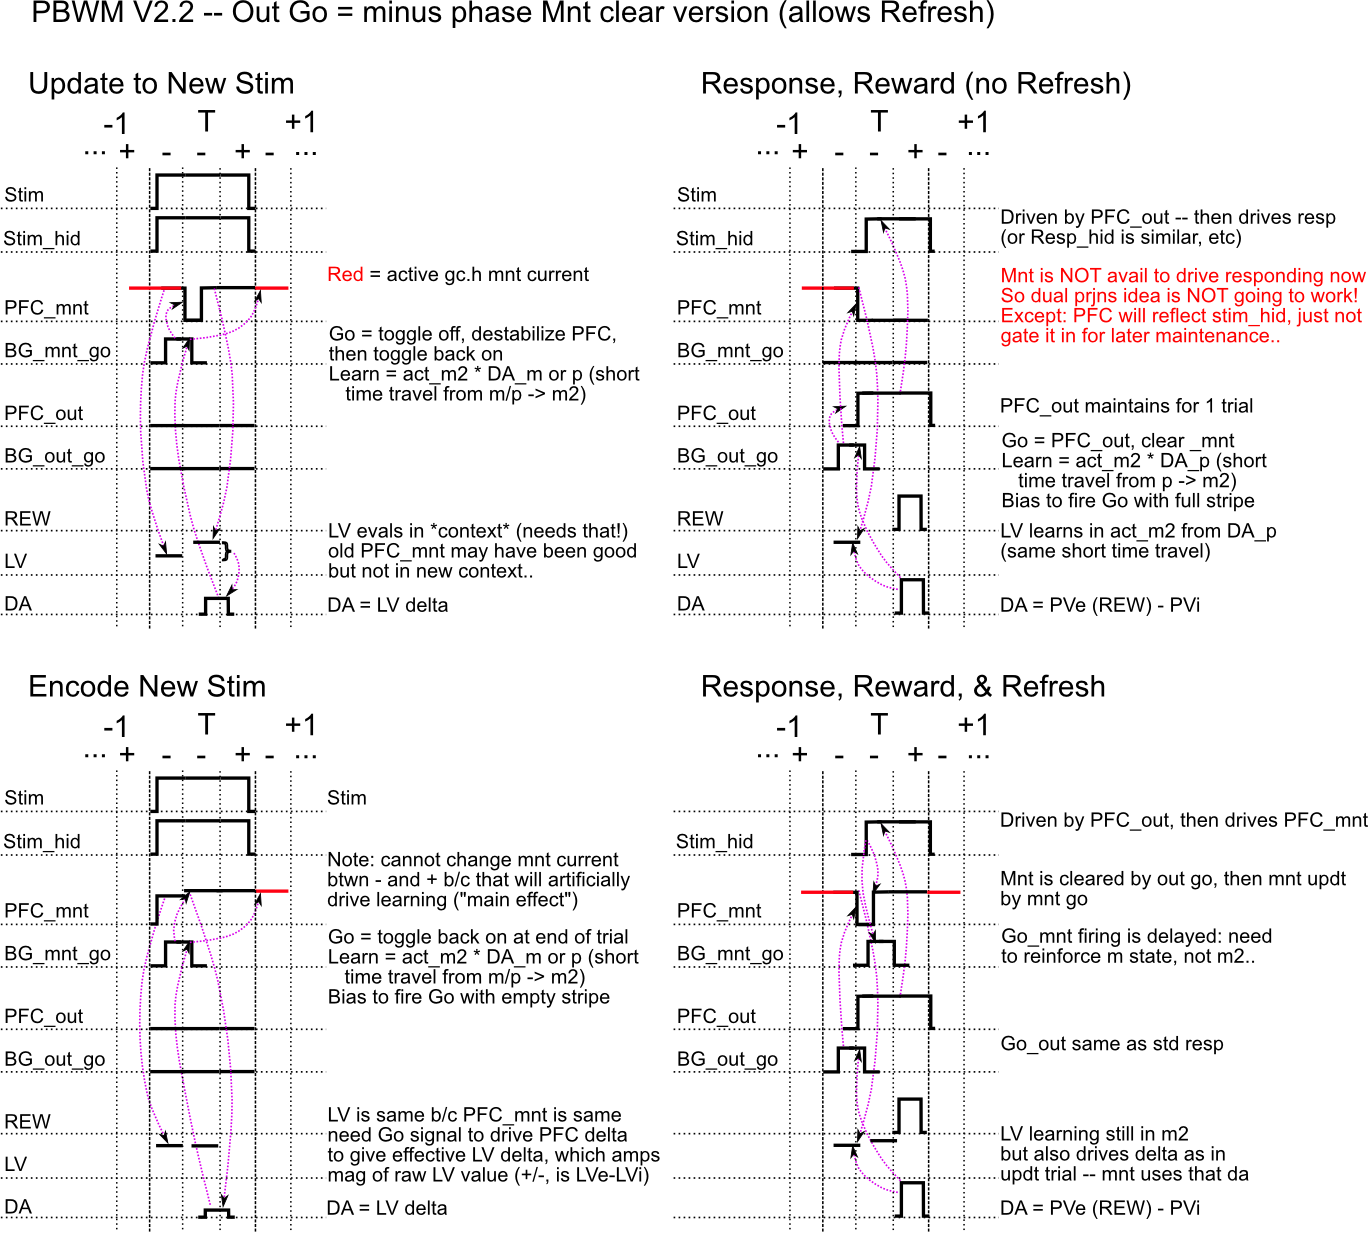 PBWM V2.2 -- Out Go = minus phase Mnt clear version (allows Refresh)
Update to New Stim
-1 T +1
... + - - + - ...
Stim
Stim_hid
PFC_mnt
BG_mnt_go
PFC_out
BG_out_go
REW
LV
DA
Red = active gc.h mnt current
Go = toggle off, destabilize PFC,
then toggle back on
Learn = act_m2 * DA_m or p (short
time travel from m/p -> m2)
LV evals in *context* (needs that!)
old PFC_mnt may have been good
but not in new context..
DA = LV delta
Response, Reward (no Refresh)
-1 T +1
... + - - + - ...
Stim
Stim_hid
PFC_mnt
BG_mnt_go
PFC_out
BG_out_go
REW
LV
DA
Driven by PFC_out -- then drives resp
(or Resp_hid is similar, etc)
Mnt is NOT avail to drive responding now
So dual prjns idea is NOT going to work!
Except: PFC will reflect stim_hid, just not
gate it in for later maintenance..
PFC_out maintains for 1 trial
Go = PFC_out, clear _mnt
Learn = act_m2 * DA_p (short
time travel from p -> m2)
Bias to fire Go with full stripe
LV learns in act_m2 from DA_p
(same short time travel)
DA = PVe (REW) - PVi
Encode New Stim
-1 T +1
... + - - + - ...
Stim
Stim_hid
PFC_mnt
BG_mnt_go
PFC_out
BG_out_go
REW
LV
DA
Stim
Note: cannot change mnt current
btwn - and + b/c that will artificially
drive learning ("main effect")
Go = toggle back on at end of trial
Learn = act_m2 * DA_m or p (short
time travel from m/p -> m2)
Bias to fire Go with empty stripe
LV is same b/c PFC_mnt is same
need Go signal to drive PFC delta
to give effective LV delta, which amps
mag of raw LV value (+/-, is LVe-LVi)
DA = LV delta
Response, Reward, & Refresh
-1 T +1
... + - - + - ...
Stim_hid
PFC_mnt
BG_mnt_go
PFC_out
BG_out_go
REW
LV
DA
Driven by PFC_out, then drives PFC_mnt
Mnt is cleared by out go, then mnt updt
by mnt go
Go_mnt firing is delayed: need
to reinforce m state, not m2..
Go_out same as std resp
LV learning still in m2
but also drives delta as in
updt trial -- mnt uses that da
DA = PVe (REW) - PVi